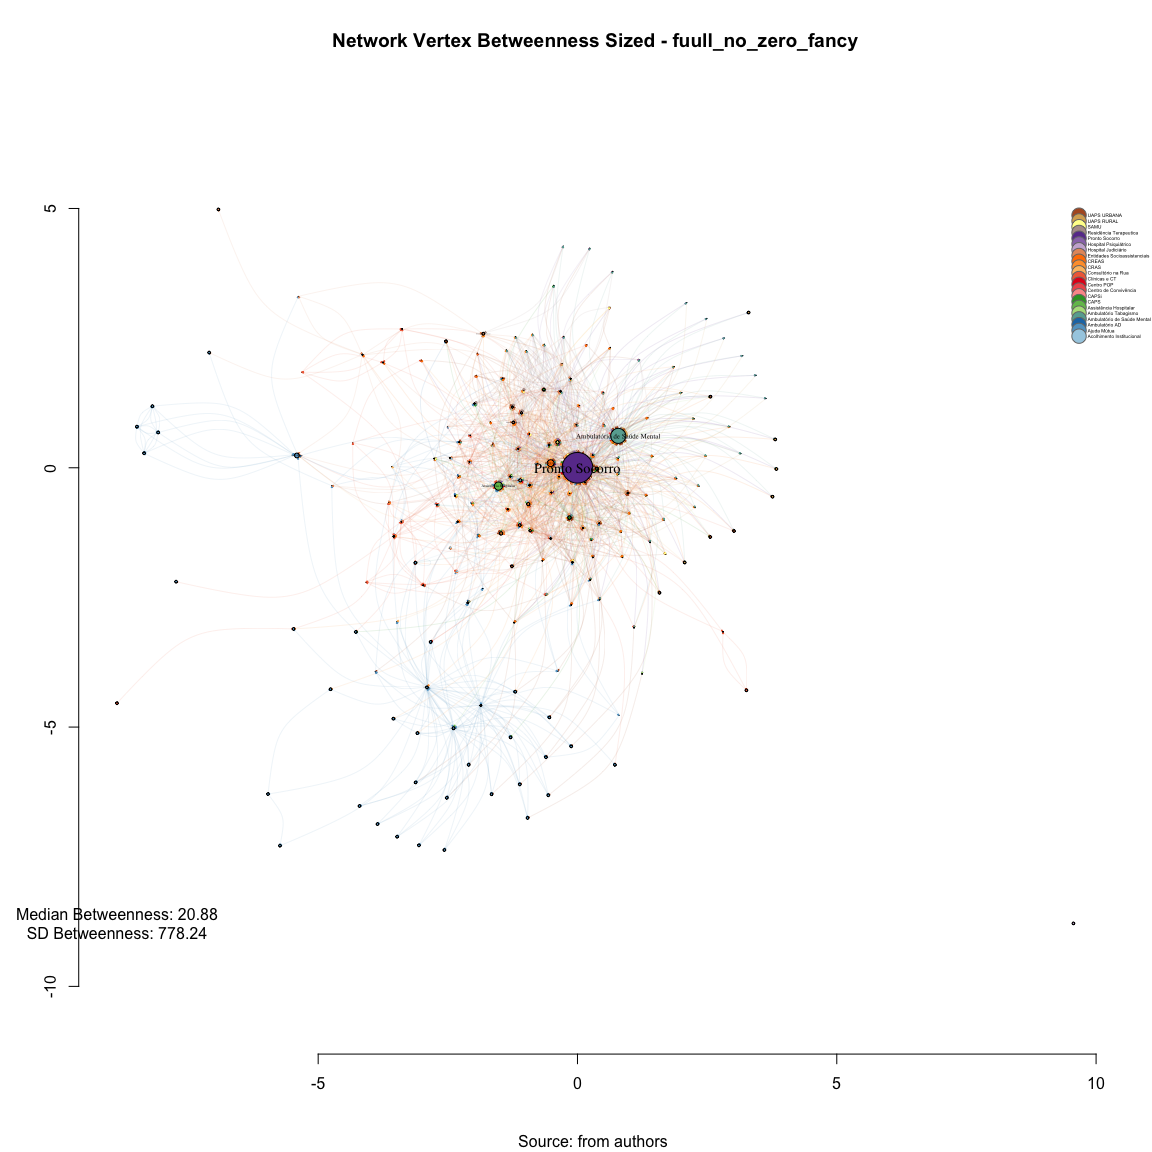 Network Vertex Betweenness Sized - fuull_no_zero_fancy
5
0
-5
-10
UAPS URBANA
UAPS RURAL
SAMU
Residência Terapeutica
Pronto Socorro
Hospital Psiquiátrico
Hospital Judiciário
Entidades Socioassistenciais
CREAS
CRAS
Consultório na Rua
Clínicas e CT
Centro POP
Centro de Convivência
CAPSi
CAPS
Assistência Hospitalar
Ambulatório Tabagismo
Ambulatório de Saúde Mental
Ambulatório AD
Ajuda Mútua
Acolhimento Institucional
Ambulatório de Saúde Mental
Pronto Socorro
Median Betweenness: 20.88
SD Betweenness: 778.24
-5
0
5
10
Source: from authors